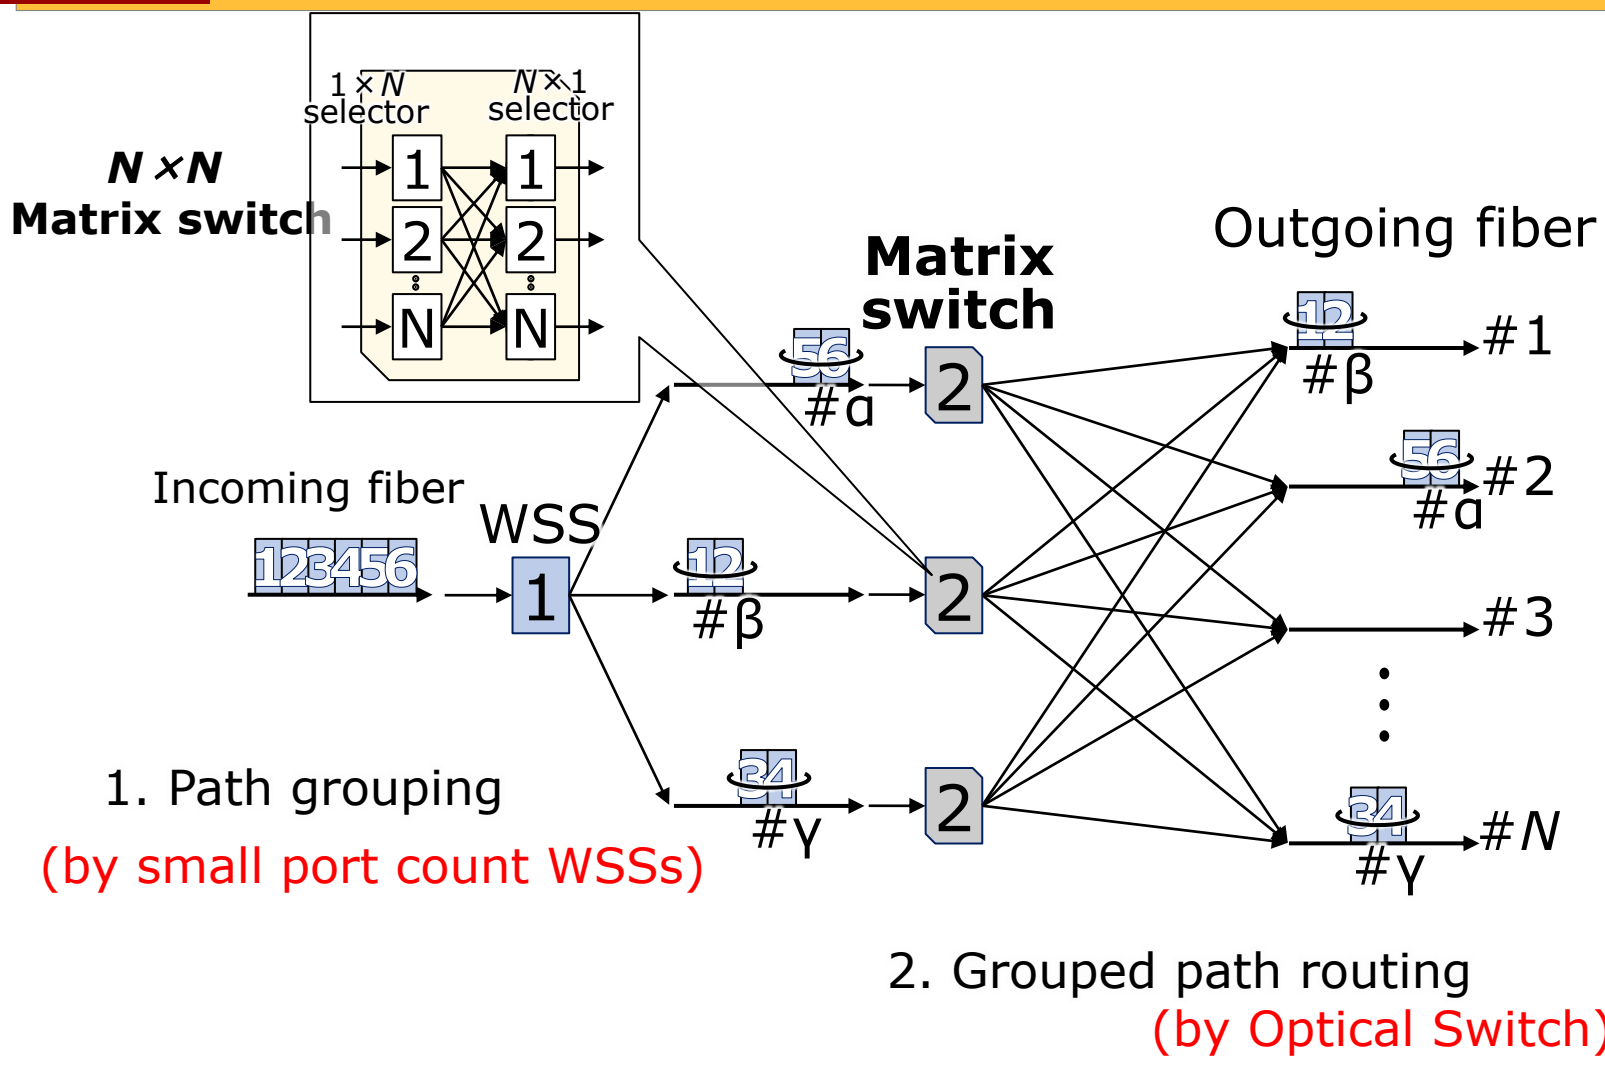 1×N
selector
N×1
selector
N×N
Matrix switch
1
1
2
2
N
N
Matrix
switch
Outgoing fiber
12
#β
#1
56
#α
2
56
#α
#2
Incoming fiber
WSS
123456
1
12
#β
2
#3
34
#γ
2
34
#γ
#N
1. Path grouping
(by small port count WSSs)
2. Grouped path routing
(by Optical Switch)